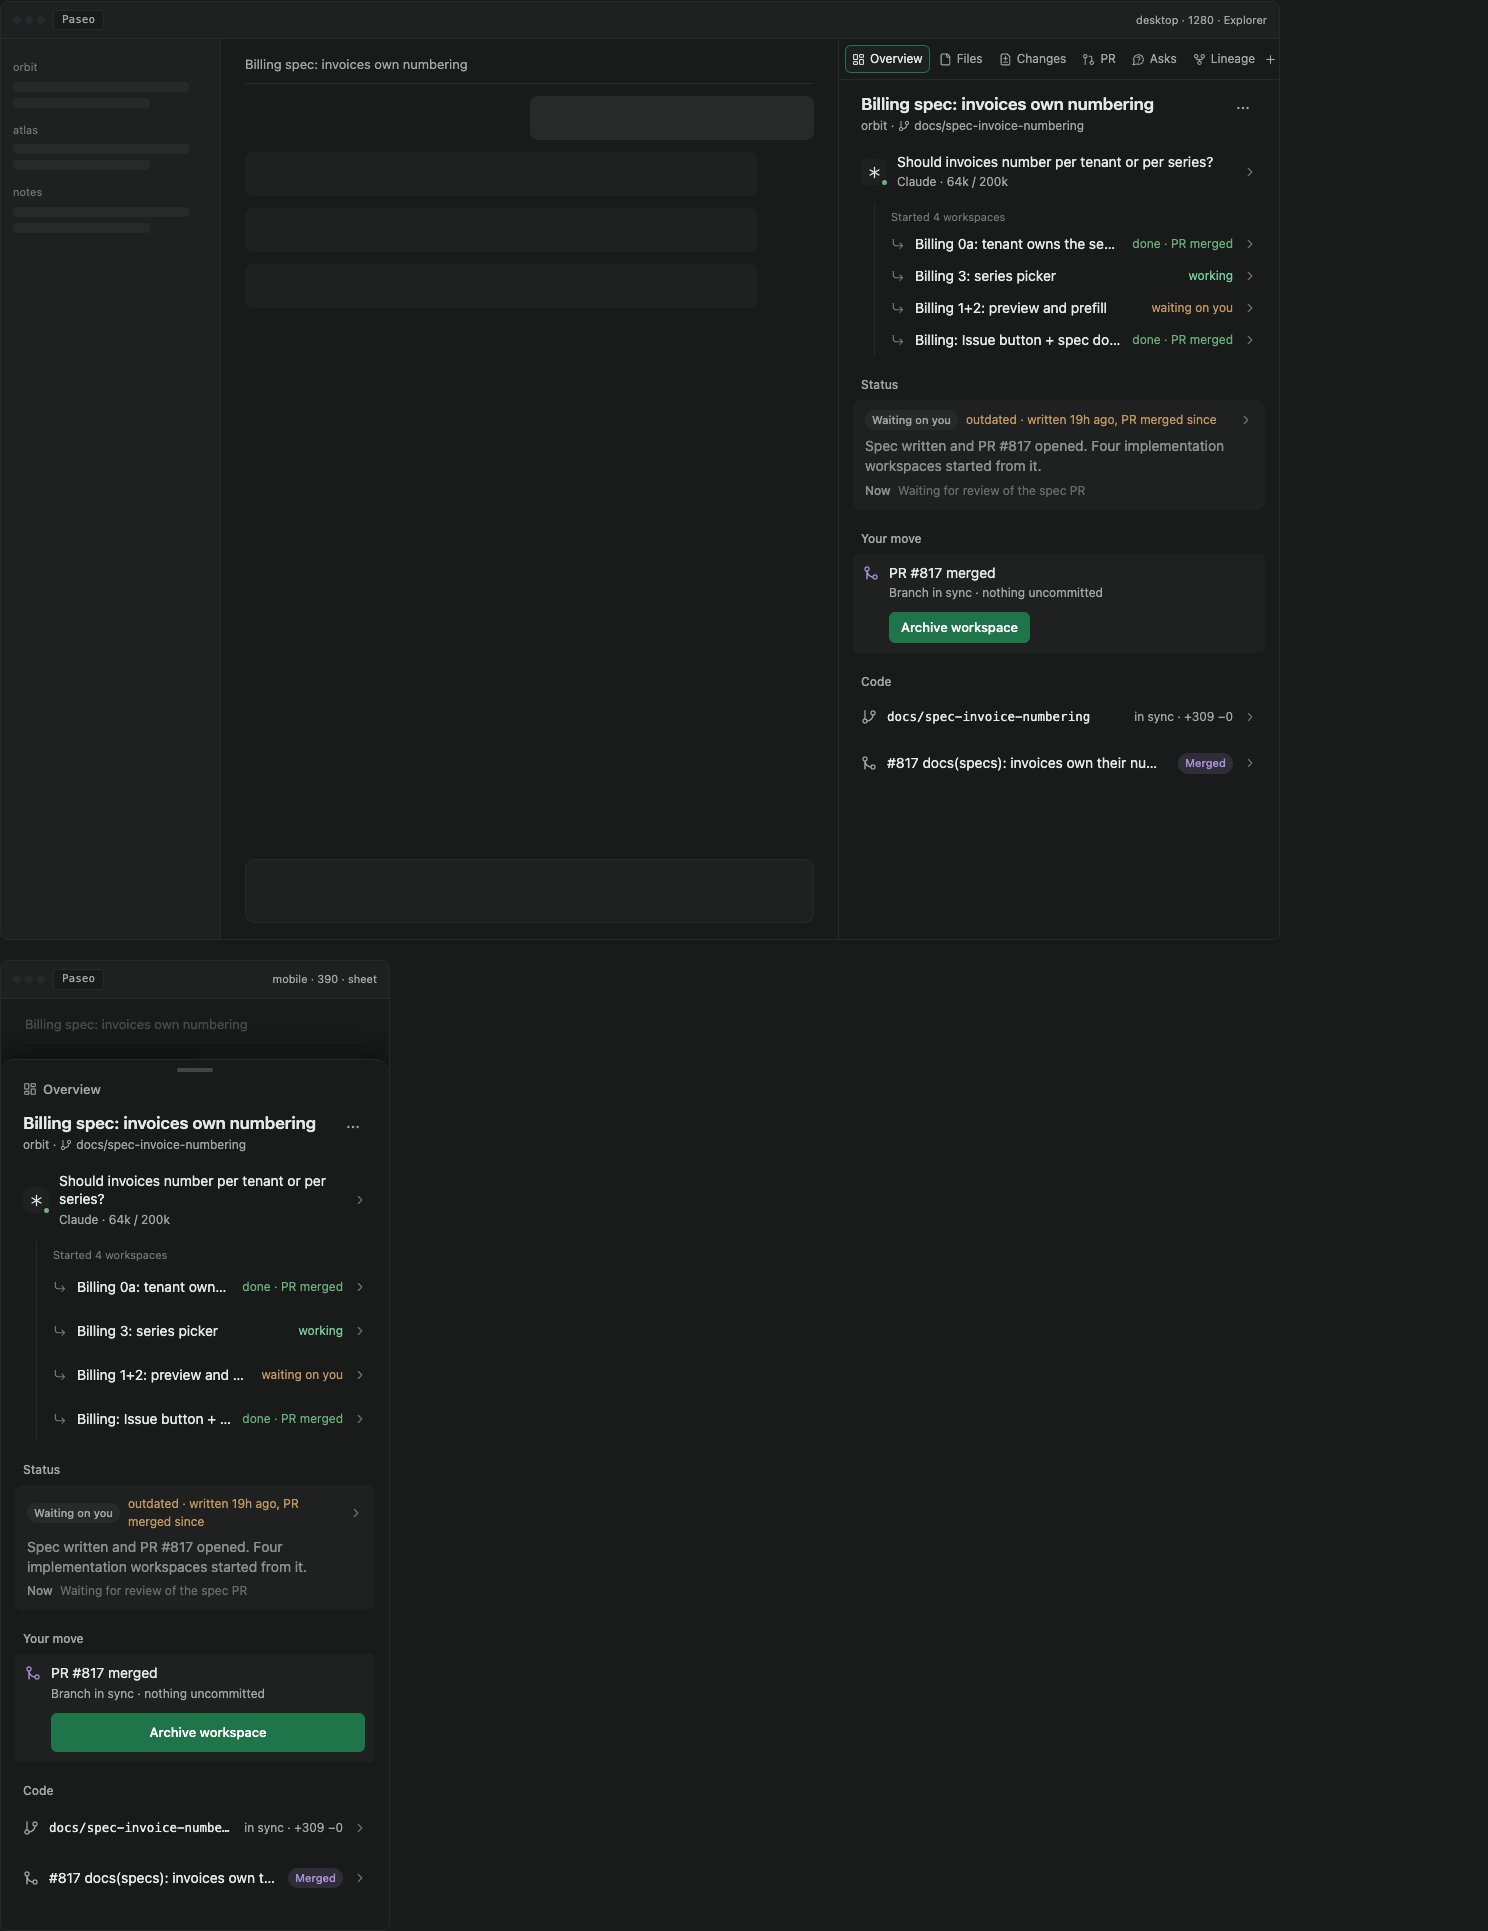 Paseo
desktop · 1280 · Explorer
orbit
atlas
notes
Billing spec: invoices own numbering
Overview
Files
Changes
PR
Asks
Lineage
+
Billing spec: invoices own numbering
...
orbit · docs/spec-invoice-numbering
Should invoices number per tenant or per series?
Claude · 64k / 200k
Started 4 workspaces
Billing 0a: tenant owns the se... done · PR merged
Billing 3: series picker working
Billing 1+2: preview and prefill waiting on you
Billing: Issue button + spec do... done · PR merged
Status
Waiting on you outdated · written 19h ago, PR merged since
Spec written and PR #817 opened. Four implementation
workspaces started from it.
Now Waiting for review of the spec PR
Your move
PR #817 merged
Branch in sync · nothing uncommitted
Archive workspace
Code
docs/spec-invoice-numbering in sync · +309 −0
#817 docs(specs): invoices own their nu... Merged
Paseo
mobile · 390 · sheet
Billing spec: invoices own numbering
Overview
Billing spec: invoices own numbering
...
orbit · docs/spec-invoice-numbering
Should invoices number per tenant or per
series?
Claude · 64k / 200k
Started 4 workspaces
Billing 0a: tenant own... done · PR merged
Billing 3: series picker working
Billing 1+2: preview and ... waiting on you
Billing: Issue button + ... done · PR merged
Status
Waiting on you outdated · written 19h ago, PR
merged since
Spec written and PR #817 opened. Four
implementation workspaces started from it.
Now Waiting for review of the spec PR
Your move
PR #817 merged
Branch in sync · nothing uncommitted
Archive workspace
Code
docs/spec-invoice-numbe… in sync · +309 −0
#817 docs(specs): invoices own t... Merged